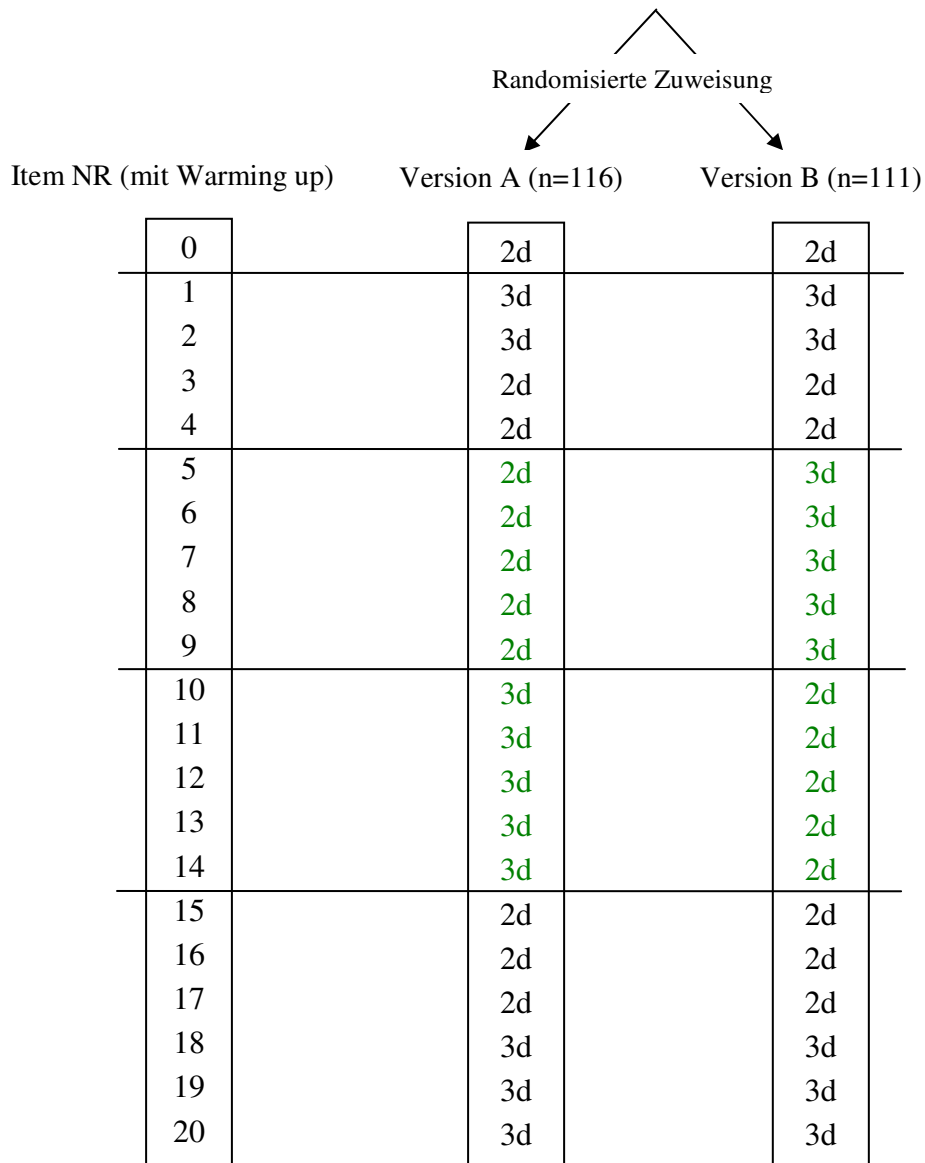 Randomisierte Zuweisung
Item NR (mit Warming up) Version A (n=116) Version B (n=111)
0 2d 2d
1 3d 3d
2 3d 3d
3 2d 2d
4 2d 2d
5 2d 3d
6 2d 3d
7 2d 3d
8 2d 3d
9 2d 3d
10 3d 2d
11 3d 2d
12 3d 2d
13 3d 2d
14 3d 2d
15 2d 2d
16 2d 2d
17 2d 2d
18 3d 3d
19 3d 3d
20 3d 3d